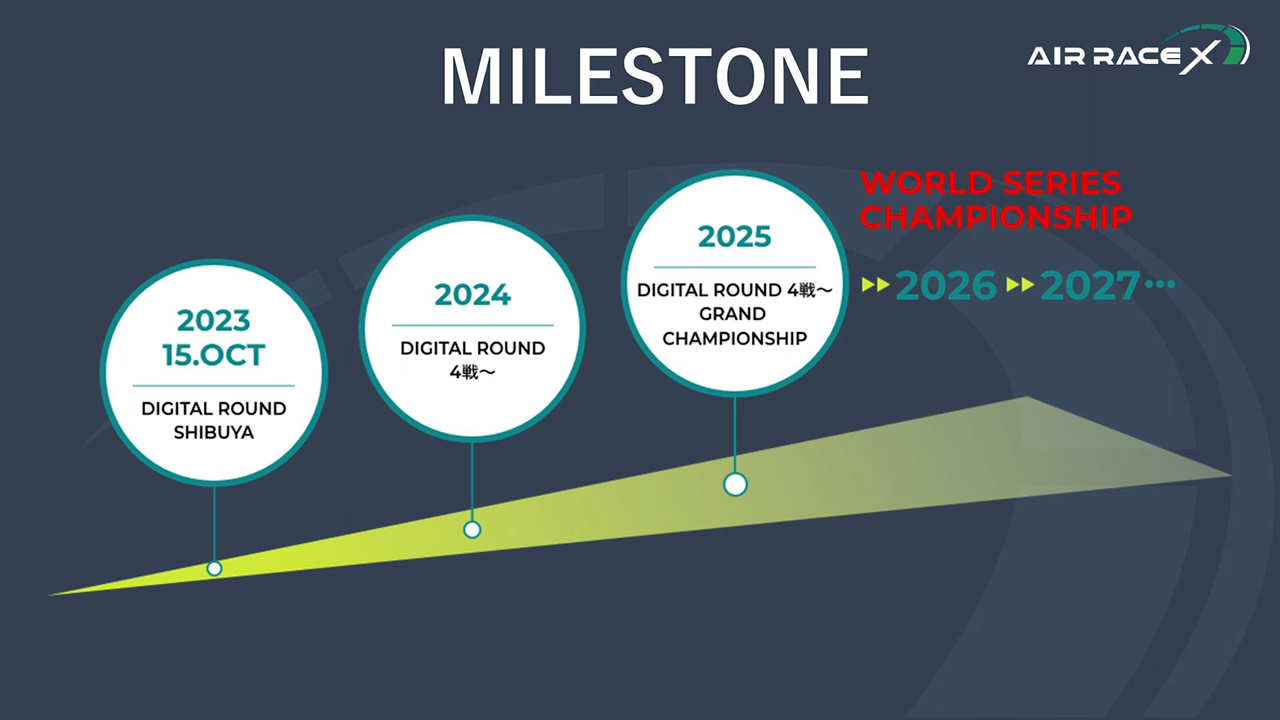 MILESTONE
AIR RACE X
2023
15.OCT
DIGITAL ROUND
SHIBUYA
2024
DIGITAL ROUND
4戦～
2025
DIGITAL ROUND 4戦～
GRAND
CHAMPIONSHIP
WORLD SERIES
CHAMPIONSHIP
2026 2027…